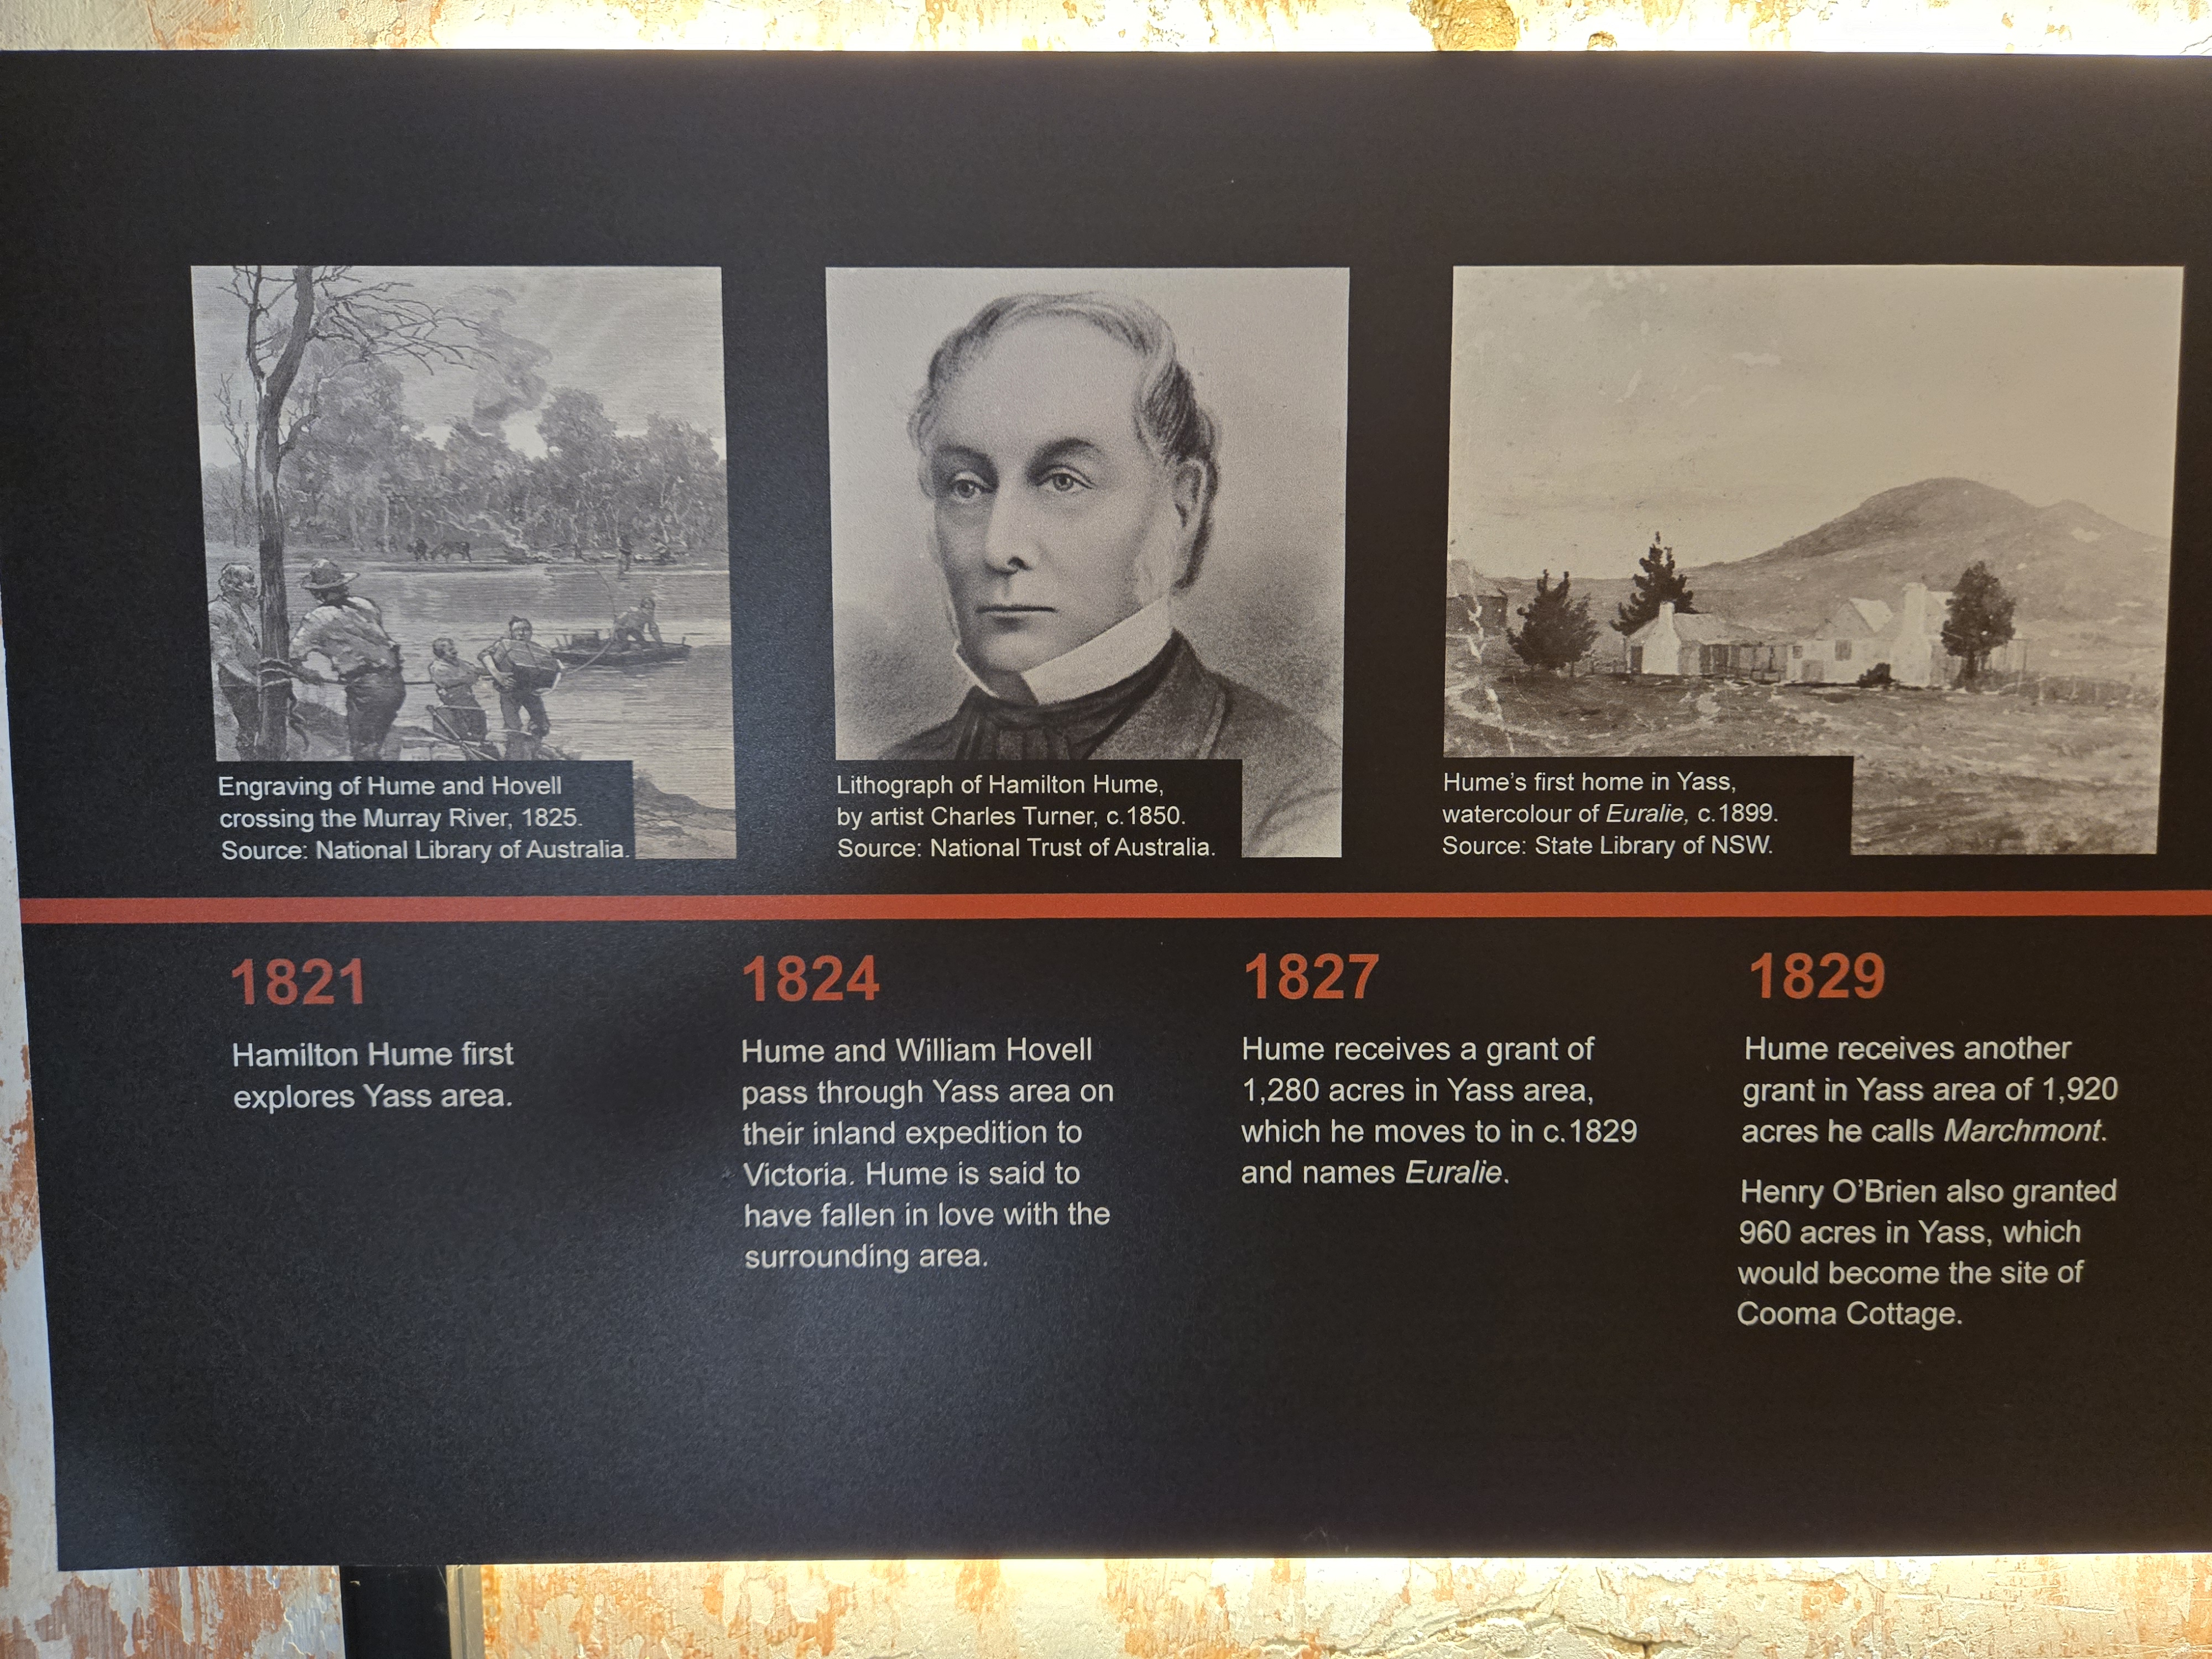 Engraving of Hume and Hovell
crossing the Murray River, 1825.
Source: National Library of Australia.
Lithograph of Hamilton Hume,
by artist Charles Turner, c.1850.
Source: National Trust of Australia.
Hume's first home in Yass,
watercolour of Euralie, c.1899.
Source: State Library of NSW.
1821
Hamilton Hume first
explores Yass area.
1824
Hume and William Hovell
pass through Yass area on
their inland expedition to
Victoria. Hume is said to
have fallen in love with the
surrounding area.
1827
Hume receives a grant of
1,280 acres in Yass area,
which he moves to in c.1829
and names Euralie.
1829
Hume receives another
grant in Yass area of 1,920
acres he calls Marchmont.
Henry O'Brien also granted
960 acres in Yass, which
would become the site of
Cooma Cottage.